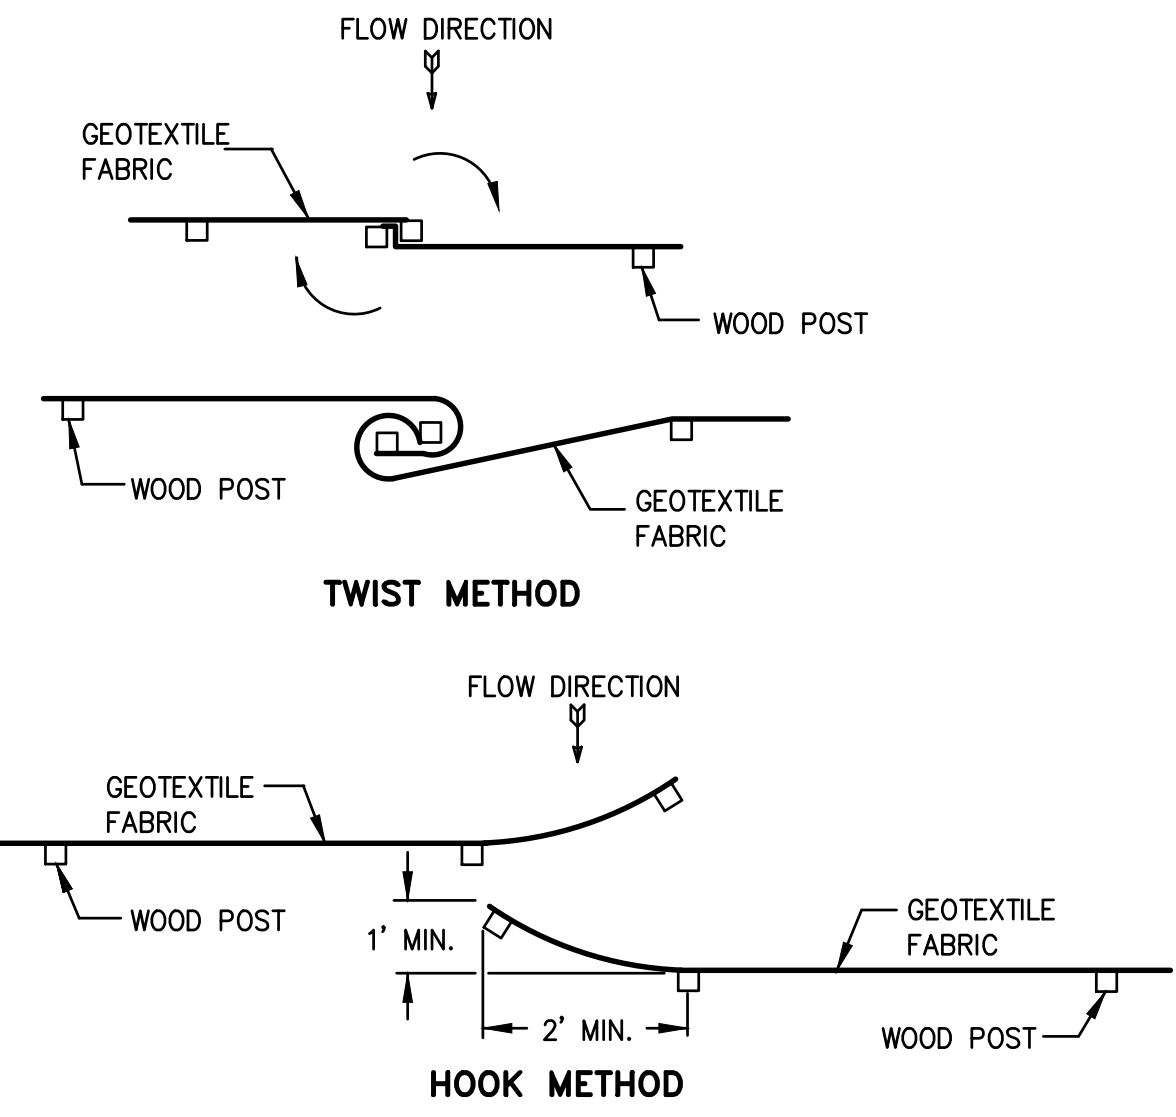 FLOW DIRECTION
GEOTEXTILE
FABRIC
WOOD POST
WOOD POST
GEOTEXTILE
FABRIC
TWIST METHOD
FLOW DIRECTION
GEOTEXTILE
FABRIC
WOOD POST
GEOTEXTILE
FABRIC
1' MIN.
2' MIN.
WOOD POST
HOOK METHOD